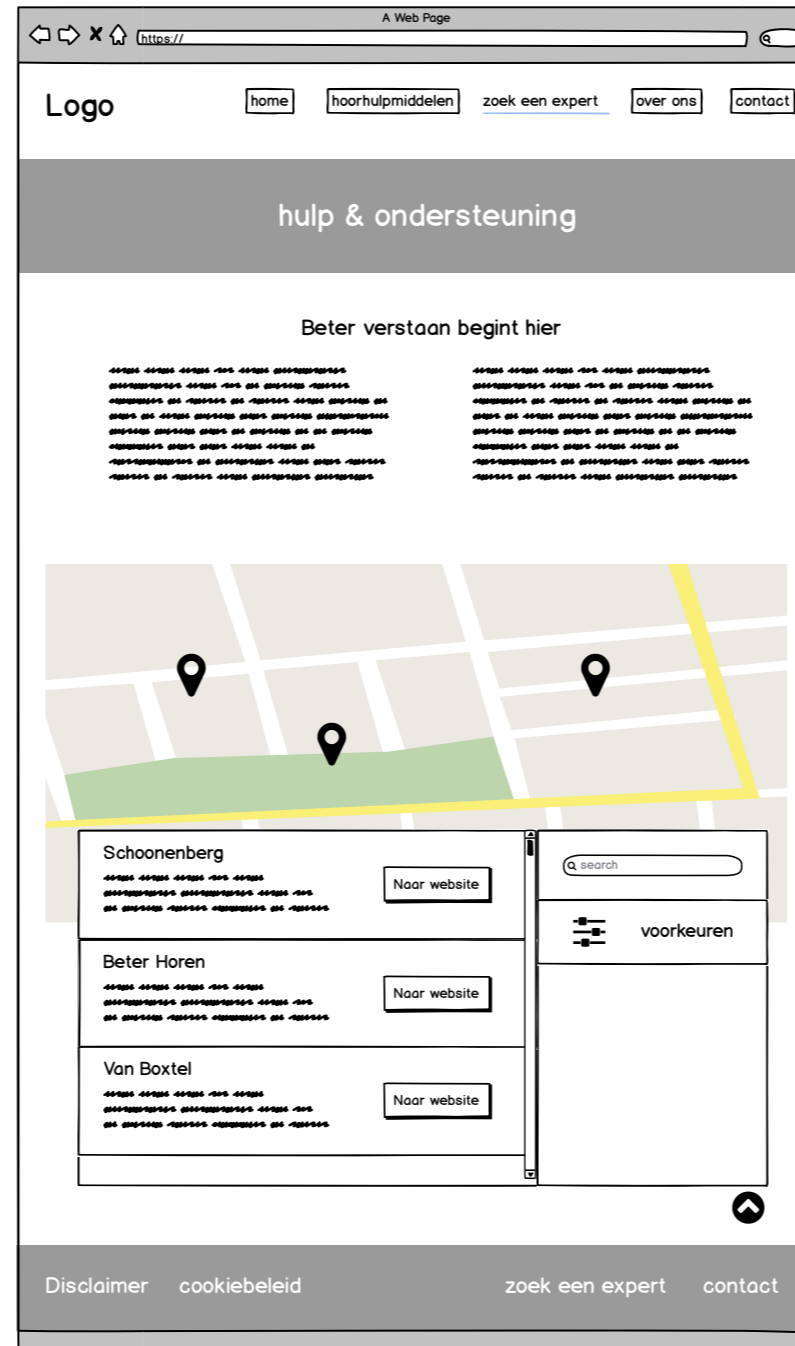 A Web Page
https://
Logo
home
hoorhulpmiddelen
zoek een expert
over ons
contact
hulp & ondersteuning
Beter verstaan begint hier
Schoonenberg
Naar website
search
voorkeuren
Beter Horen
Naar website
Van Boxtel
Naar website
Disclaimer
cookiebeleid
zoek een expert
contact